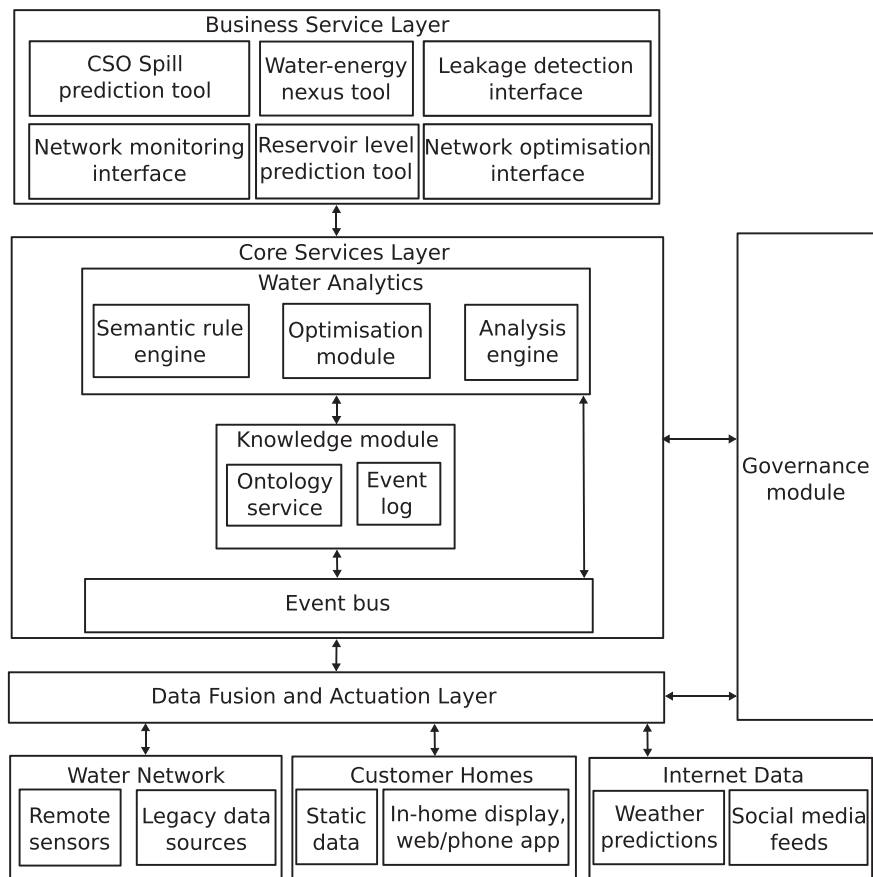 Business Service Layer
CSO Spill
prediction tool
Water-energy
nexus tool
Leakage detection
interface
Network monitoring
interface
Reservoir level
prediction tool
Network optimisation
interface
Core Services Layer
Water Analytics
Semantic rule
engine
Optimisation
module
Analysis
engine
Knowledge module
Ontology
service
Event
log
Event bus
Governance
module
Data Fusion and Actuation Layer
Water Network
Remote
sensors
Legacy data
sources
Customer Homes
Static
data
In-home display,
web/phone app
Internet Data
Weather
predictions
Social media
feeds